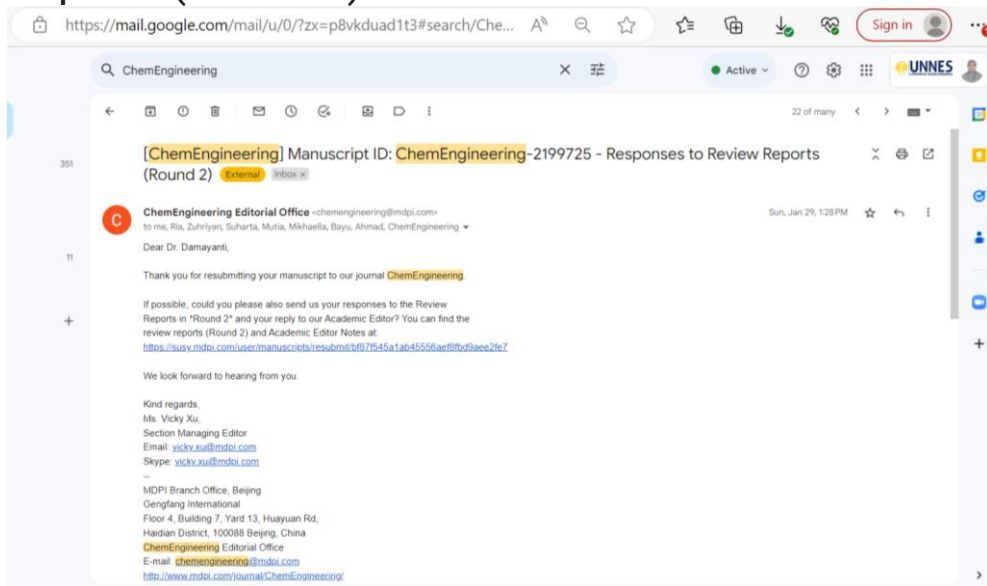 https://mail.google.com/mail/u/0/?zx=p8vkduad1t3#search/Che...
Sign in
ChemEngineering
Active
UNNES
22 of many
351
11
[ChemEngineering] Manuscript ID: ChemEngineering-2199725 - Responses to Review Reports
(Round 2) External Inbox x
C
ChemEngineering Editorial Office <chemengineering@mdpi.com>
Sun, Jan 29, 1:28 PM
to me, Ria, Zuhriyan, Suharta, Mutia, Mikhaella, Bayu, Ahmad, ChemEngineering
Dear Dr. Damayanti,
Thank you for resubmitting your manuscript to our journal ChemEngineering.
If possible, could you please also send us your responses to the Review
Reports in *Round 2* and your reply to our Academic Editor? You can find the
review reports (Round 2) and Academic Editor Notes at:
We look forward to hearing from you.
Kind regards,
Ms. Vicky Xu,
Section Managing Editor
Email: vicky.xu@mdpi.com
Skype: vicky.xu@mdpi.com
--
MDPI Branch Office, Beijing
Gengfang International
Floor 4, Building 7, Yard 13, Huayuan Rd,
Haidian District, 100088 Beijing, China
ChemEngineering Editorial Office
E-mail: chemengineering@mdpi.com
http://www.mdpi.com/journal/ChemEngineering/